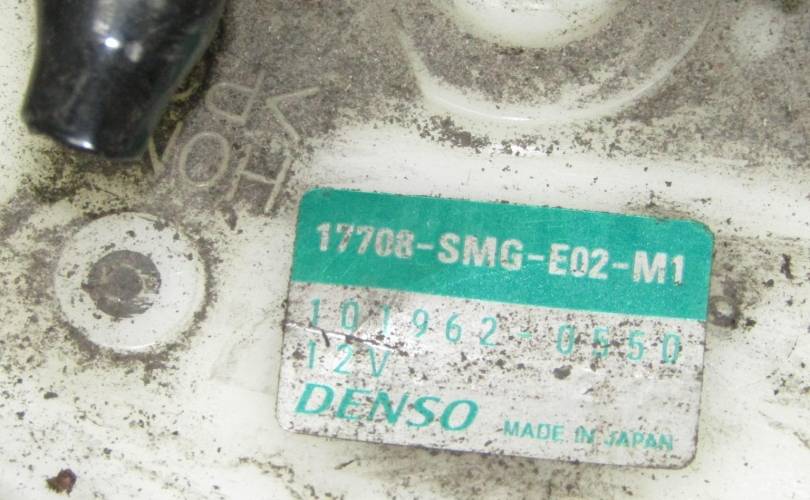 17708-SMG-E02-M1
101962-0550
12V
DENSO
MADE IN JAPAN